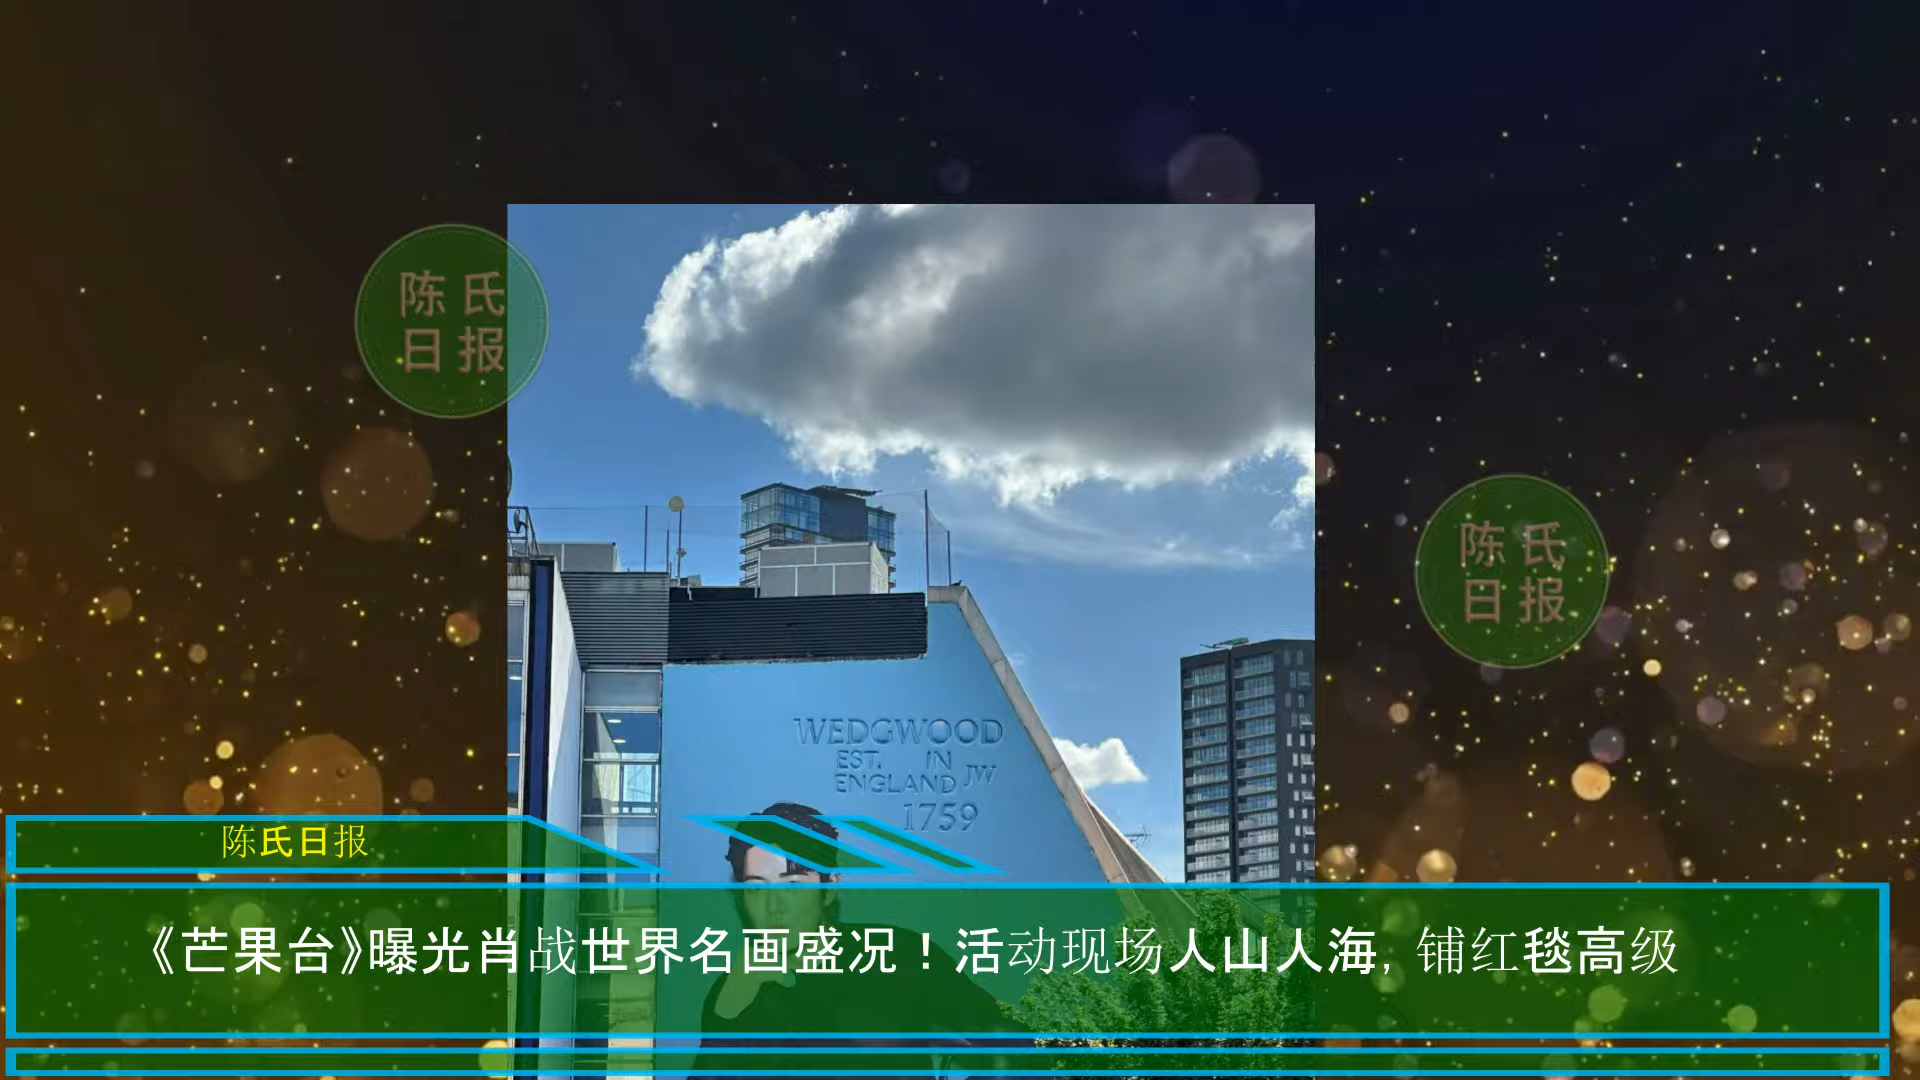 陈氏
日报
陈氏
日报
WEDGWOOD
EST. IN
ENGLAND JW
1759
陈氏日报
《芒果台》曝光肖战世界名画盛况！活动现场人山人海,铺红毯高级